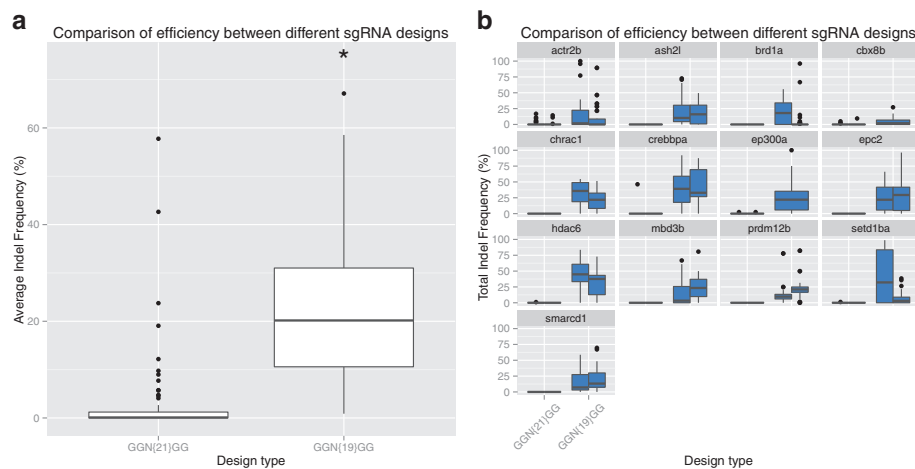 a
Comparison of efficiency between different sgRNA designs
*
60
40
20
0
Average Indel Frequency (%)
GGN(21)GG GGN(19)GG
Design type
b
Comparison of efficiency between different sgRNA designs
actr2b ash2l brd1a cbx8b
100
75
50
25
0
chrac1 crebbpa ep300a epc2
100
75
50
25
0
hdac6 mbd3b prdm12b setd1ba
100
75
50
25
0
smarcd1
100
75
50
25
0
Total Indel Frequency (%)
GGN(21)GG GGN(19)GG
Design type